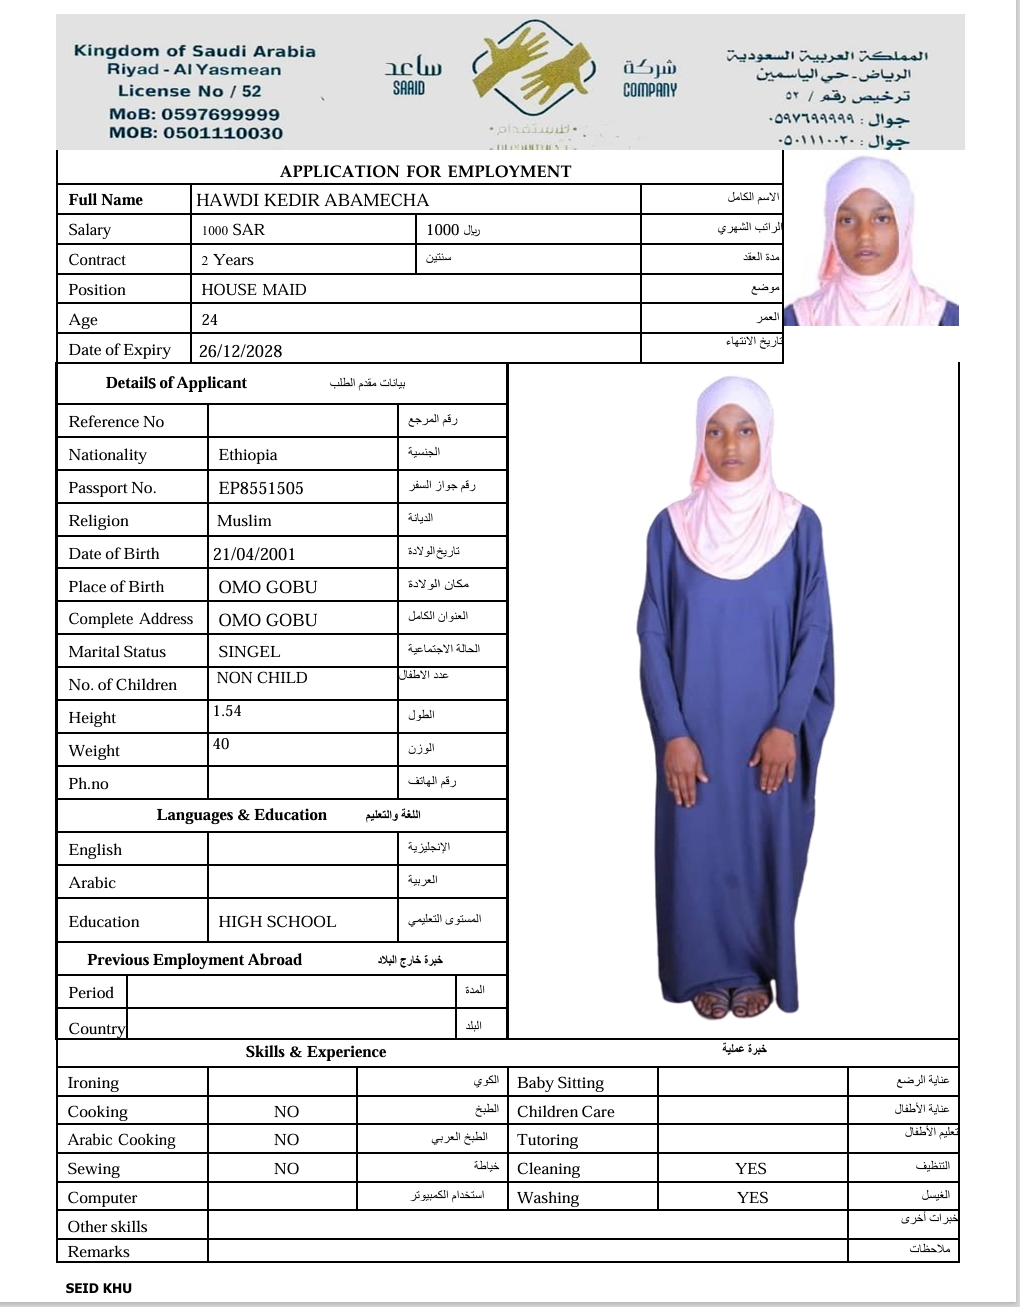 Kingdom of Saudi Arabia
Riyad - Al Yasmean
License No / 52
MoB: 0597699999
MOB: 0501110030
ساعد
SAAID
شركة
COMPANY
للاستقدام
المملكة العربية السعودية
الرياض - حي الياسمين
ترخيص رقم / ٥٢
جوال : ٠٥٩٧٦٩٩٩٩٩
جوال : ٠٥٠١١١٠٠٣٠
APPLICATION FOR EMPLOYMENT
Full Name HAWDI KEDIR ABAMECHA الاسم الكامل
Salary 1000 SAR 1000 ريال الراتب الشهري
Contract 2 Years سنتين مدة العقد
Position HOUSE MAID موضع
Age 24 العمر
Date of Expiry 26/12/2028 تاريخ الانتهاء
Details of Applicant بيانات مقدم الطلب
Reference No رقم المرجع
Nationality Ethiopia الجنسية
Passport No. EP8551505 رقم جواز السفر
Religion Muslim الديانة
Date of Birth 21/04/2001 تاريخ الولادة
Place of Birth OMO GOBU مكان الولادة
Complete Address OMO GOBU العنوان الكامل
Marital Status SINGEL الحالة الاجتماعية
No. of Children NON CHILD عدد الاطفال
Height 1.54 الطول
Weight 40 الوزن
Ph.no رقم الهاتف
Languages & Education اللغة والتعليم
English الإنجليزية
Arabic العربية
Education HIGH SCHOOL المستوى التعليمي
Previous Employment Abroad خبرة خارج البلاد
Period المدة
Country البلد
Skills & Experience خبرة عملية
Ironing الكوي Baby Sitting عناية الرضع
Cooking NO الطبخ Children Care عناية الأطفال
Arabic Cooking NO الطبخ العربي Tutoring تعليم الأطفال
Sewing NO خياطة Cleaning YES التنظيف
Computer استخدام الكمبيوتر Washing YES الغيسل
Other skills خبرات أخرى
Remarks ملاحظات
SEID KHU